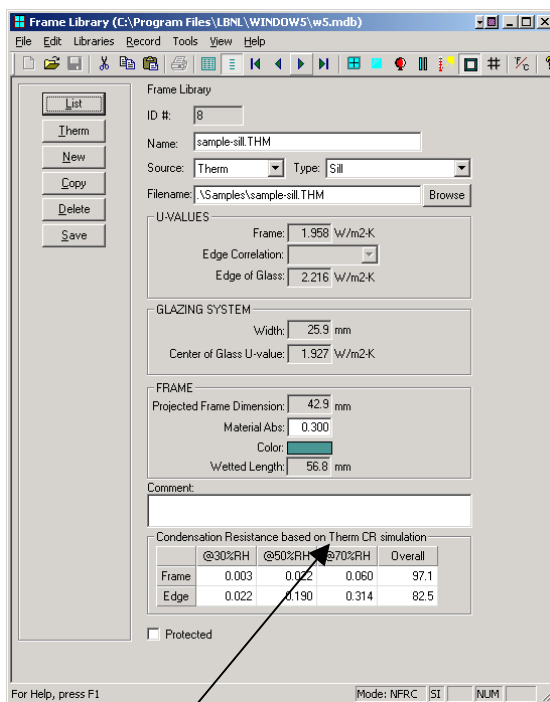 Frame Library (C:\Program Files\LBNL\WINDOW5\w5.mdb)
File Edit Libraries Record Tools View Help
List
Therm
New
Copy
Delete
Save
Frame Library
ID #: 8
Name: sample-sill.THM
Source: Therm Type: Sill
Filename: .\Samples\sample-sill.THM Browse
U-VALUES
Frame: 1.958 W/m2-K
Edge Correlation:
Edge of Glass: 2.216 W/m2-K
GLAZING SYSTEM
Width: 25.9 mm
Center of Glass U-value: 1.927 W/m2-K
FRAME
Projected Frame Dimension: 42.9 mm
Material Abs: 0.300
Color:
Wetted Length: 56.8 mm
Comment:
Condensation Resistance based on Therm CR simulation
@30%RH @50%RH @70%RH Overall
Frame 0.003 0.022 0.060 97.1
Edge 0.022 0.190 0.314 82.5
Protected
For Help, press F1 Mode: NFRC SI NUM